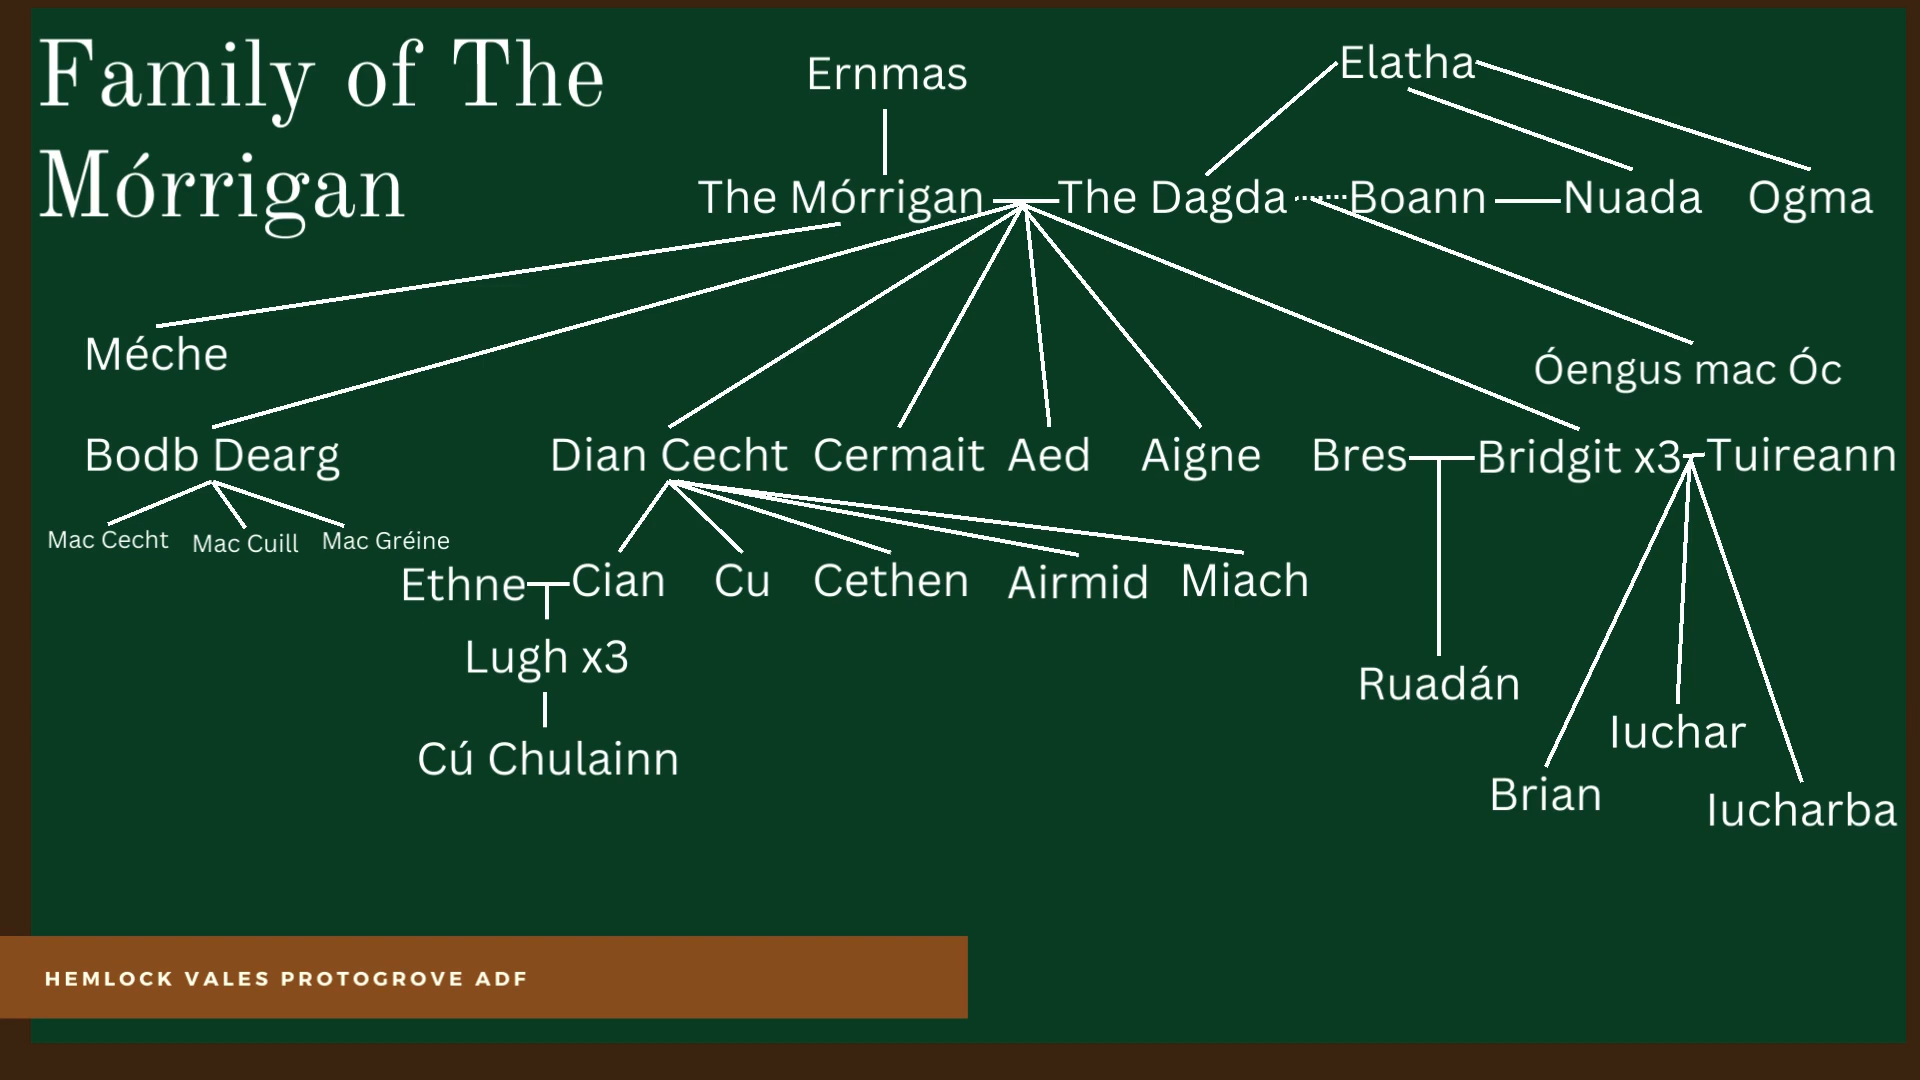 Family of The
Mórrigan
Ernmas
Elatha
The Mórrigan The Dagda Boann Nuada Ogma
Méche
Óengus mac Óc
Bodb Dearg Dian Cecht Cermait Aed Aigne Bres Bridgit x3 Tuireann
Mac Cecht Mac Cuill Mac Gréine
Ethne Cian Cu Cethen Airmid Miach
Lugh x3
Ruadán
Iuchar
Cú Chulainn
Brian
Iucharba
HEMLOCK VALES PROTOGROVE ADF